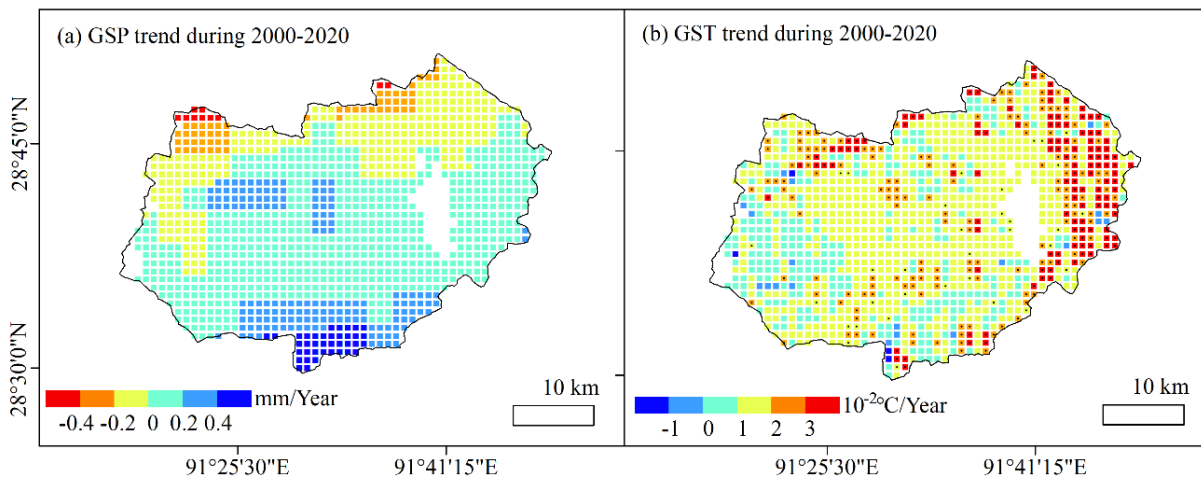 (a) GSP trend during 2000-2020
(b) GST trend during 2000-2020
28°45'0"N
28°30'0"N
mm/Year
-0.4 -0.2 0 0.2 0.4
10 km
10⁻²°C/Year
-1 0 1 2 3
10 km
91°25'30"E 91°41'15"E
91°25'30"E 91°41'15"E